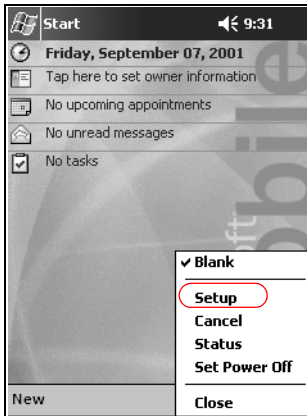 Start 9:31
Friday, September 07, 2001
Tap here to set owner information
No upcoming appointments
No unread messages
No tasks
Blank
Setup
Cancel
Status
Set Power Off
Close
New